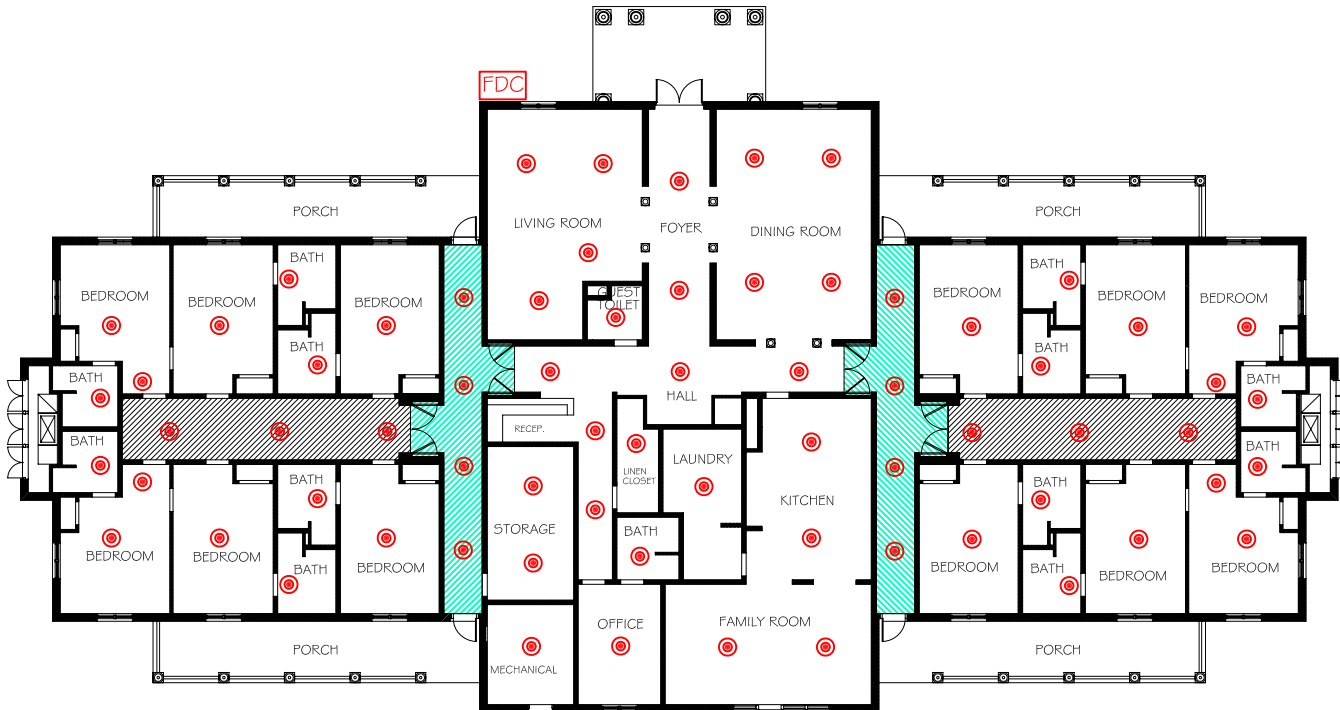 FDC
PORCH
PORCH
LIVING ROOM
FOYER
DINING ROOM
BATH
BATH
BEDROOM
BEDROOM
BEDROOM
GUEST
TOILET
BEDROOM
BEDROOM
BEDROOM
BATH
BATH
BATH
BATH
HALL
RECEP.
BATH
BATH
LAUNDRY
LINEN
CLOSET
BATH
BATH
KITCHEN
STORAGE
BATH
BEDROOM
BEDROOM
BATH
BEDROOM
BEDROOM
BATH
BEDROOM
BEDROOM
OFFICE
FAMILY ROOM
PORCH
PORCH
MECHANICAL